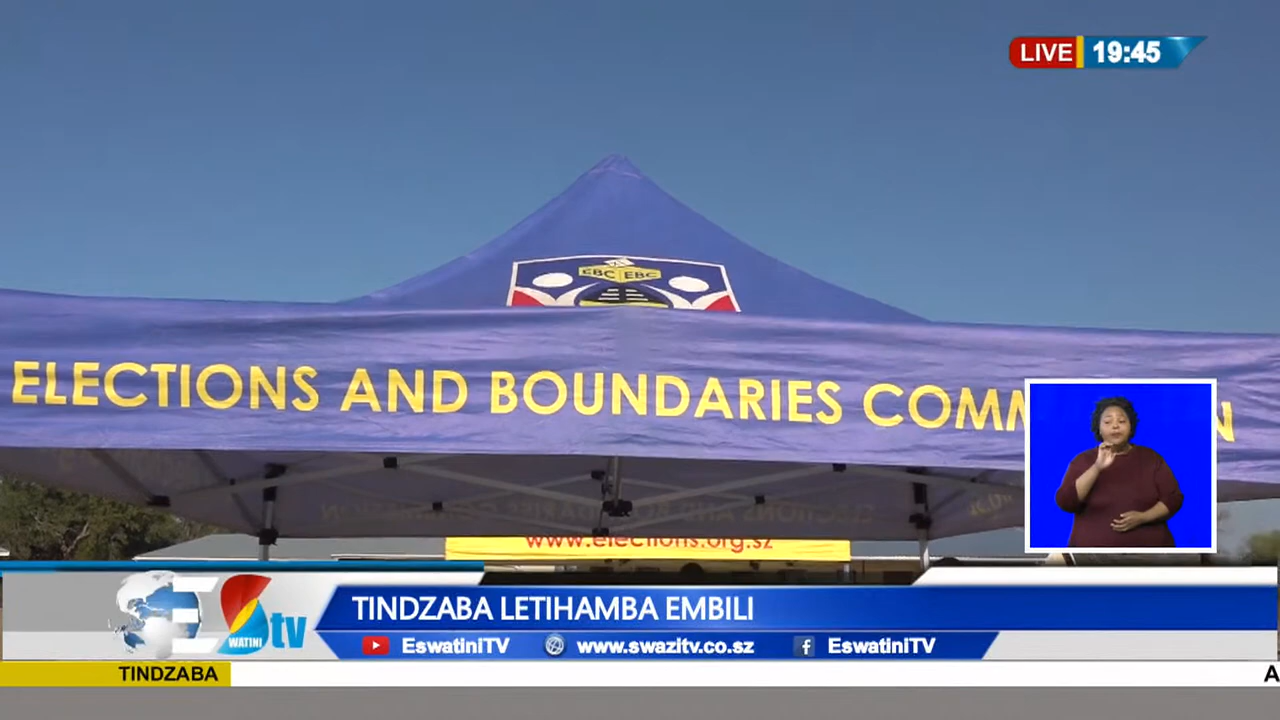 LIVE 19:45
EBC EBC
ELECTIONS AND BOUNDARIES COMM N
www.elections.org.sz
E WATINI tv
TINDZABA LETIHAMBA EMBILI
EswatiniTV www.swazitv.co.sz EswatiniTV
TINDZABA A